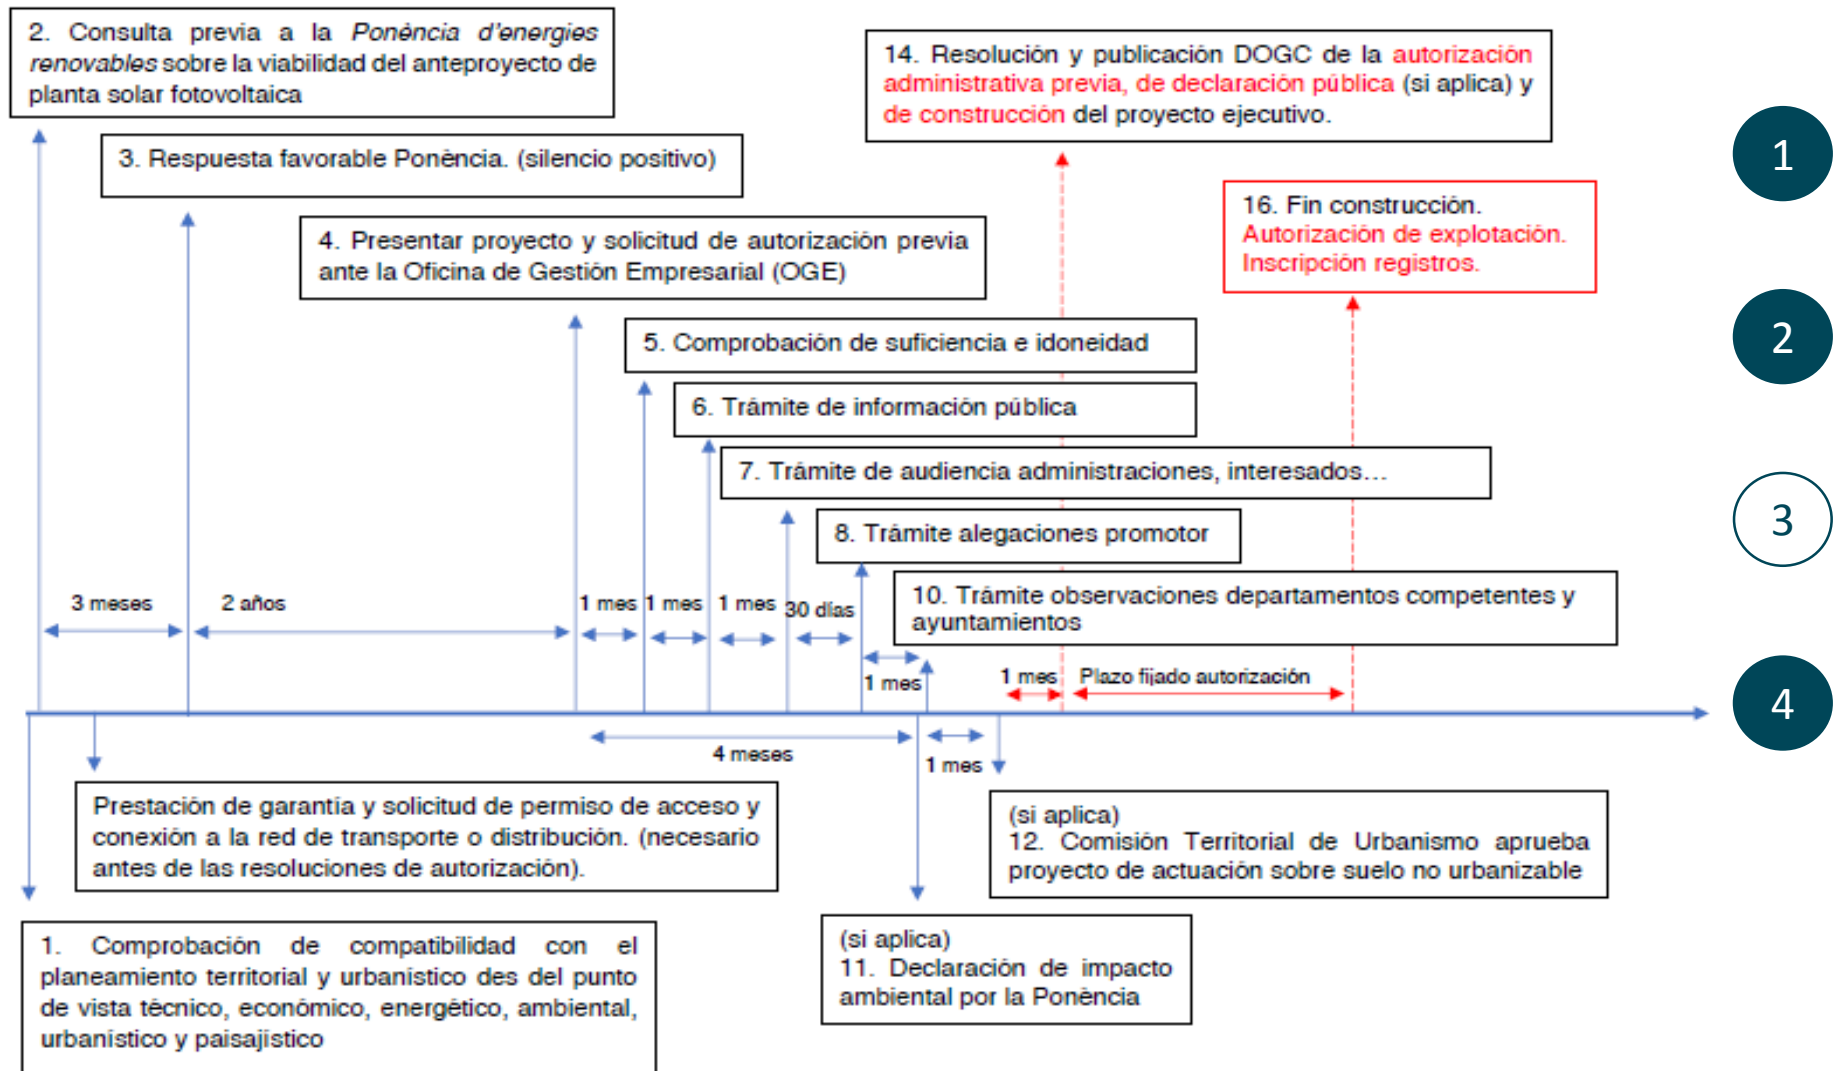 2. Consulta previa a la Ponència d'energies
renovables sobre la viabilidad del anteproyecto de
planta solar fotovoltaica
14. Resolución y publicación DOGC de la autorización
administrativa previa, de declaración pública (si aplica) y
de construcción del proyecto ejecutivo.
1
3. Respuesta favorable Ponència. (silencio positivo)
16. Fin construcción.
Autorización de explotación.
Inscripción registros.
4. Presentar proyecto y solicitud de autorización previa
ante la Oficina de Gestión Empresarial (OGE)
2
5. Comprobación de suficiencia e idoneidad
6. Trámite de información pública
7. Trámite de audiencia administraciones, interesados…
3
8. Trámite alegaciones promotor
10. Trámite observaciones departamentos competentes y
ayuntamientos
3 meses
2 años
1 mes
1 mes
1 mes
30 días
1 mes
1 mes
Plazo fijado autorización
4
4 meses
1 mes
Prestación de garantía y solicitud de permiso de acceso y
conexión a la red de transporte o distribución. (necesario
antes de las resoluciones de autorización).
(si aplica)
12. Comisión Territorial de Urbanismo aprueba
proyecto de actuación sobre suelo no urbanizable
1. Comprobación de compatibilidad con el
planeamiento territorial y urbanístico des del punto
de vista técnico, económico, energético, ambiental,
urbanístico y paisajístico
(si aplica)
11. Declaración de impacto
ambiental por la Ponència